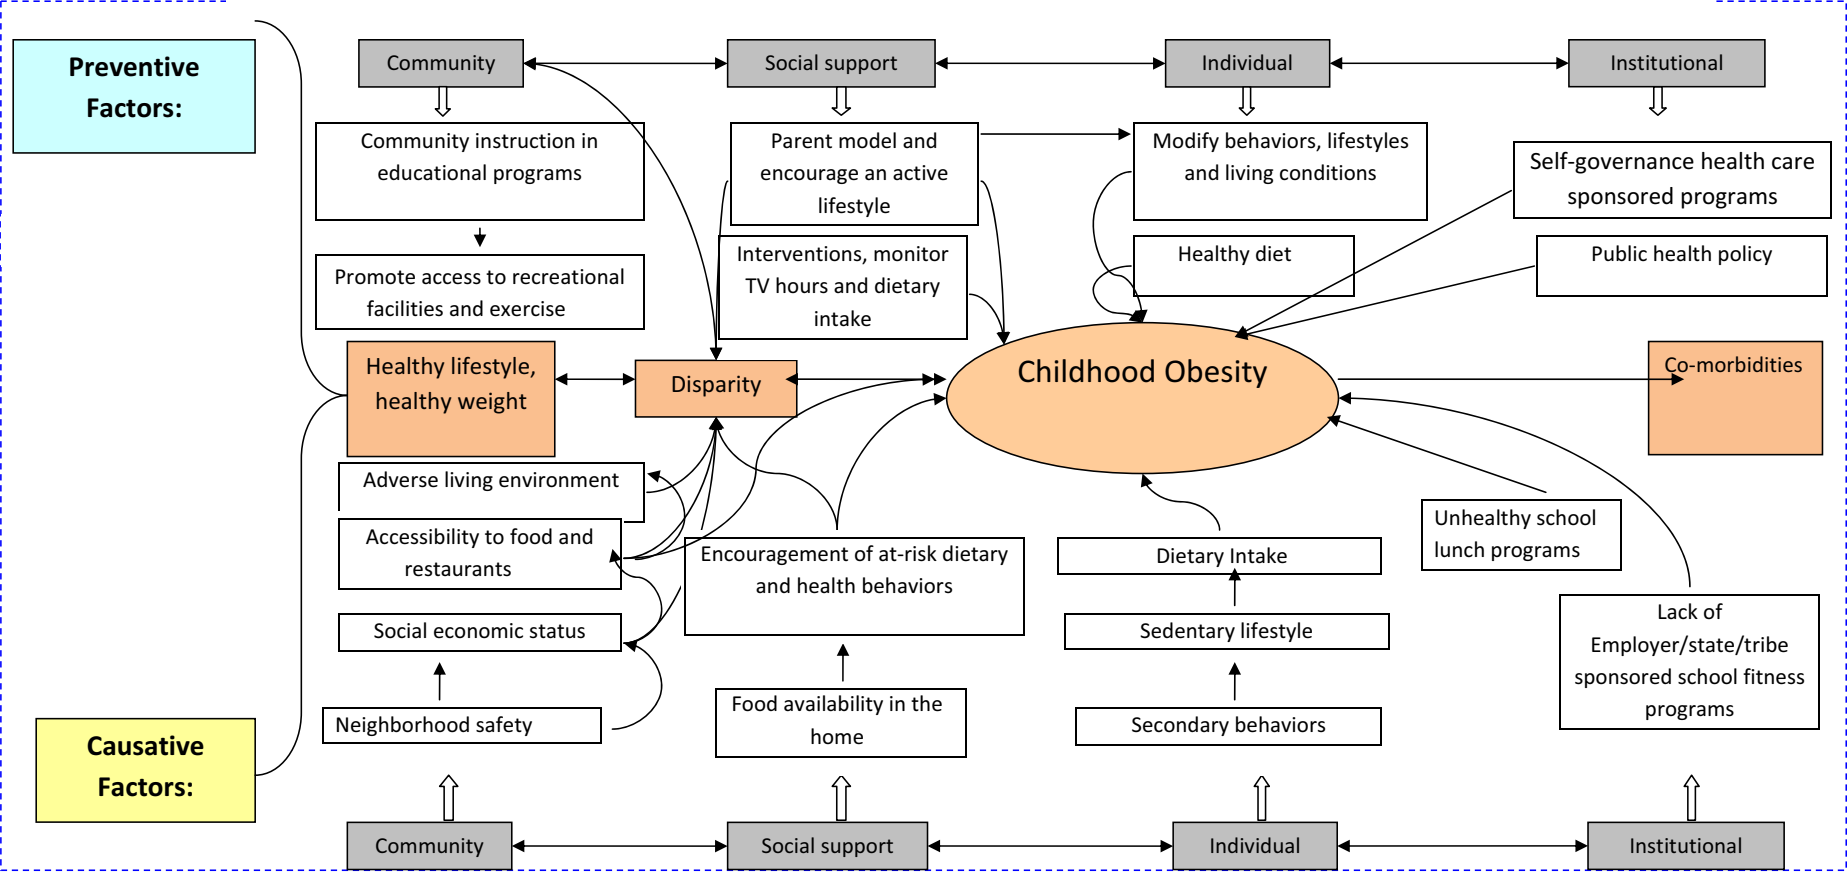 Preventive
Factors:
Community
Social support
Individual
Institutional
Community instruction in
educational programs
Parent model and
encourage an active
lifestyle
Modify behaviors, lifestyles
and living conditions
Self-governance health care
sponsored programs
Promote access to recreational
facilities and exercise
Interventions, monitor
TV hours and dietary
intake
Healthy diet
Public health policy
Healthy lifestyle,
healthy weight
Disparity
Childhood Obesity
Co-morbidities
Adverse living environment
Accessibility to food and
restaurants
Encouragement of at-risk dietary
and health behaviors
Dietary Intake
Unhealthy school
lunch programs
Social economic status
Sedentary lifestyle
Lack of
Employer/state/tribe
sponsored school fitness
programs
Neighborhood safety
Food availability in the
home
Secondary behaviors
Causative
Factors:
Community
Social support
Individual
Institutional